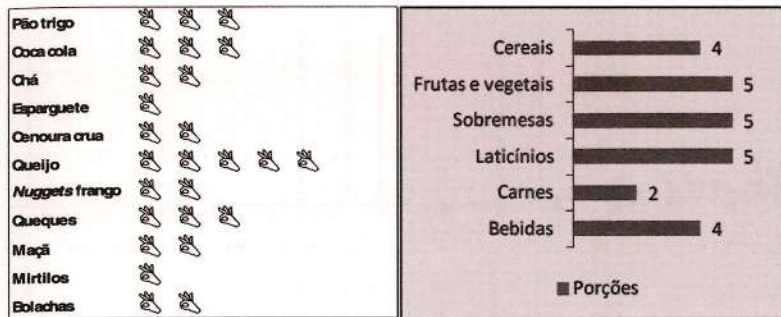 Pão trigo
Coca cola
Chá
Esparguete
Cenoura crua
Queijo
Nuggets frango
Queques
Maçã
Mirtilos
Bolachas
Cereais 4
Frutas e vegetais 5
Sobremesas 5
Laticínios 5
Carnes 2
Bebidas 4
Porções